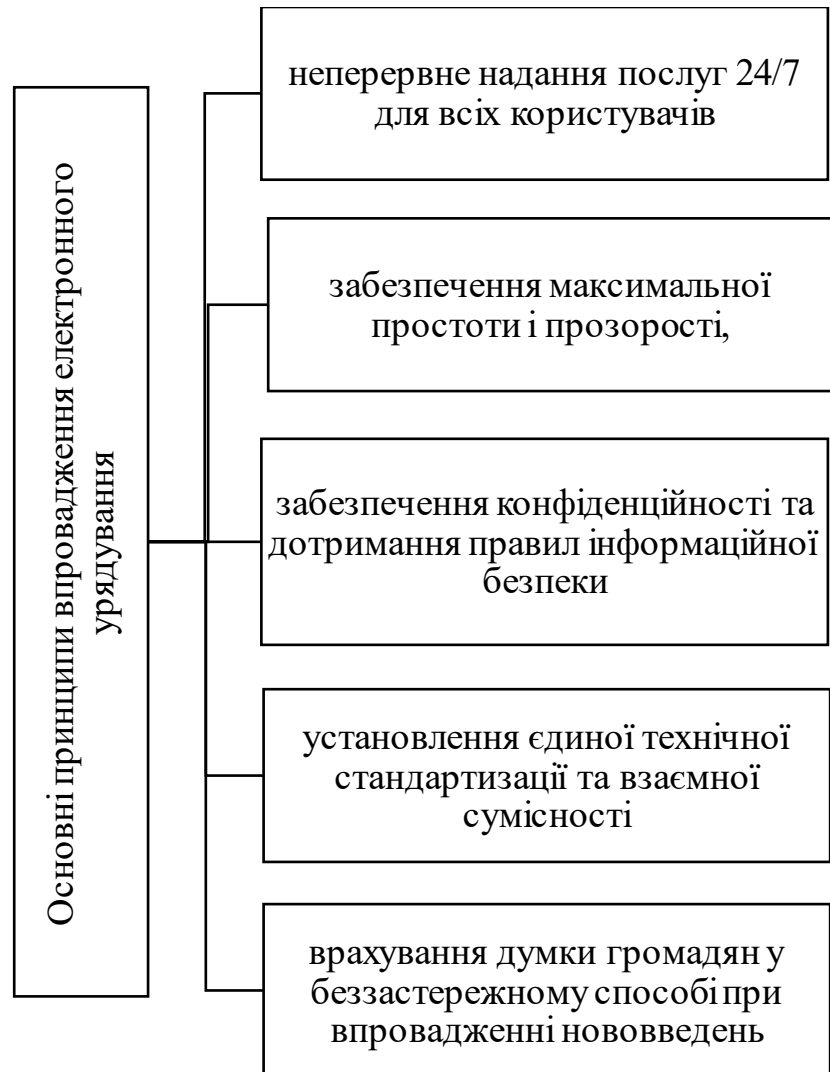 Основні принципи впровадження електронного
урядування
неперервне надання послуг 24/7
для всіх користувачів
забезпечення максимальної
простоти і прозорості,
забезпечення конфіденційності та
дотримання правил інформаційної
безпеки
установлення єдиної технічної
стандартизації та взаємної
сумісності
врахування думки громадян у
беззастережному способі при
впровадженні нововведень